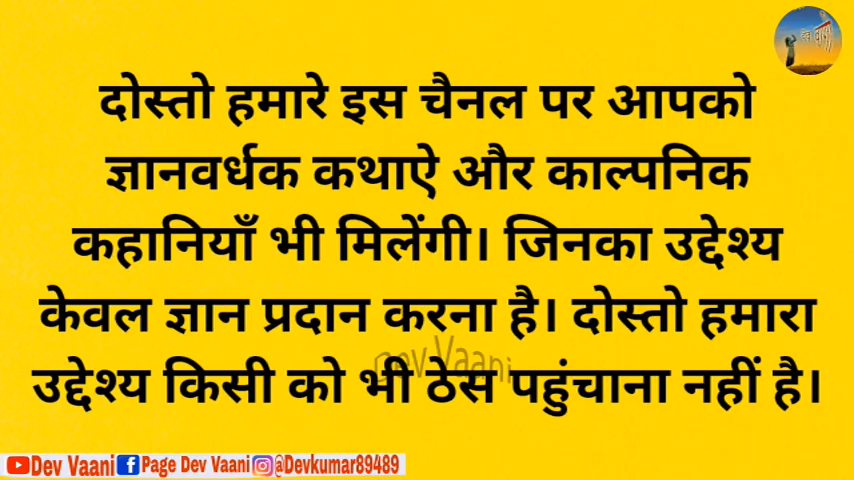 देव वाणी
दोस्तो हमारे इस चैनल पर आपको
ज्ञानवर्धक कथाऐ और काल्पनिक
कहानियाँ भी मिलेंगी। जिनका उद्देश्य
केवल ज्ञान प्रदान करना है। दोस्तो हमारा
उद्देश्य किसी को भी ठेस पहुंचाना नहीं है।
Dev Vaani
Dev Vaani Page Dev Vaani @Devkumar89489